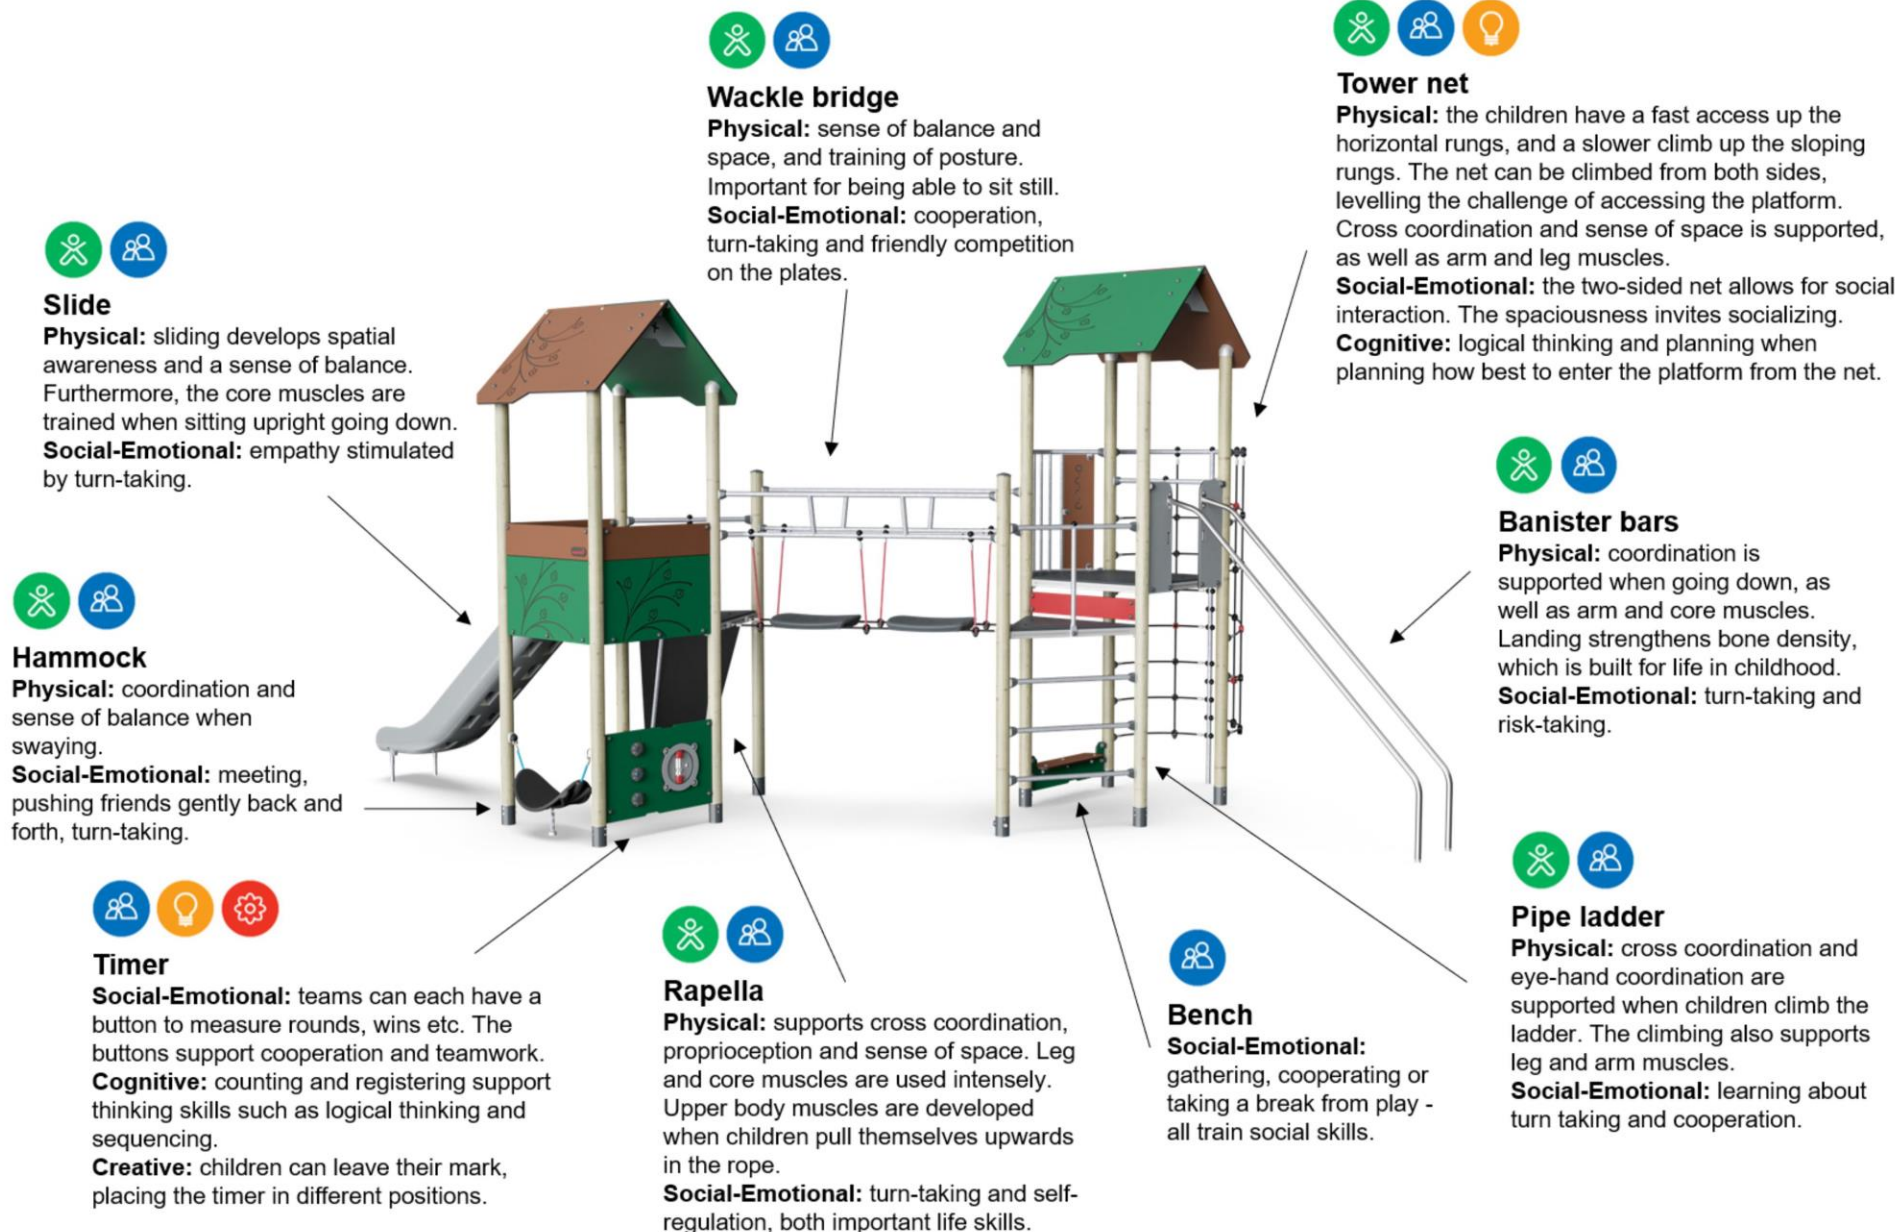 Wackle bridge
Physical: sense of balance and
space, and training of posture.
Important for being able to sit still.
Social-Emotional: cooperation,
turn-taking and friendly competition
on the plates.
Tower net
Physical: the children have a fast access up the
horizontal rungs, and a slower climb up the sloping
rungs. The net can be climbed from both sides,
levelling the challenge of accessing the platform.
Cross coordination and sense of space is supported,
as well as arm and leg muscles.
Social-Emotional: the two-sided net allows for social
interaction. The spaciousness invites socializing.
Cognitive: logical thinking and planning when
planning how best to enter the platform from the net.
Slide
Physical: sliding develops spatial
awareness and a sense of balance.
Furthermore, the core muscles are
trained when sitting upright going down.
Social-Emotional: empathy stimulated
by turn-taking.
Banister bars
Physical: coordination is
supported when going down, as
well as arm and core muscles.
Landing strengthens bone density,
which is built for life in childhood.
Social-Emotional: turn-taking and
risk-taking.
Hammock
Physical: coordination and
sense of balance when
swaying.
Social-Emotional: meeting,
pushing friends gently back and
forth, turn-taking.
Timer
Social-Emotional: teams can each have a
button to measure rounds, wins etc. The
buttons support cooperation and teamwork.
Cognitive: counting and registering support
thinking skills such as logical thinking and
sequencing.
Creative: children can leave their mark,
placing the timer in different positions.
Rapella
Physical: supports cross coordination,
proprioception and sense of space. Leg
and core muscles are used intensely.
Upper body muscles are developed
when children pull themselves upwards
in the rope.
Social-Emotional: turn-taking and self-
regulation, both important life skills.
Bench
Social-Emotional:
gathering, cooperating or
taking a break from play -
all train social skills.
Pipe ladder
Physical: cross coordination and
eye-hand coordination are
supported when children climb the
ladder. The climbing also supports
leg and arm muscles.
Social-Emotional: learning about
turn taking and cooperation.